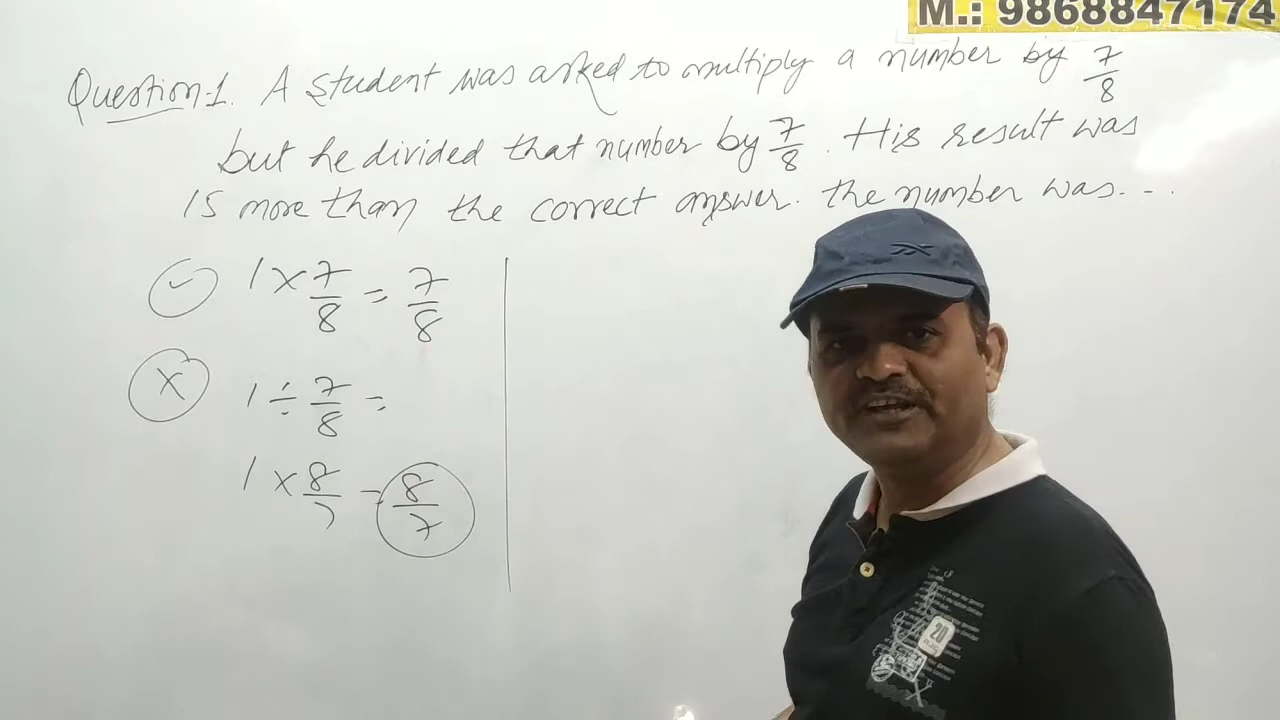 M.: 9868847174
Question-1. A student was asked to multiply a number by 7/8
but he divided that number by 7/8. His result was
15 more than the correct answer. the number was...
✓ 1 × 7/8 = 7/8
X 1 ÷ 7/8 =
1 × 8/7 = 8/7
20